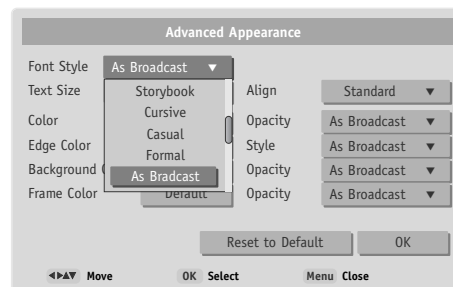 Advanced Appearance
Font Style As Broadcast ▼
Text Size Align Standard ▼
Storybook
Cursive
Casual
Formal
As Bradcast
Color Opacity As Broadcast ▼
Edge Color Style As Broadcast ▼
Background Opacity As Broadcast ▼
Frame Color Default Opacity As Broadcast ▼
Reset to Default OK
◀▶▲▼ Move OK Select Menu Close